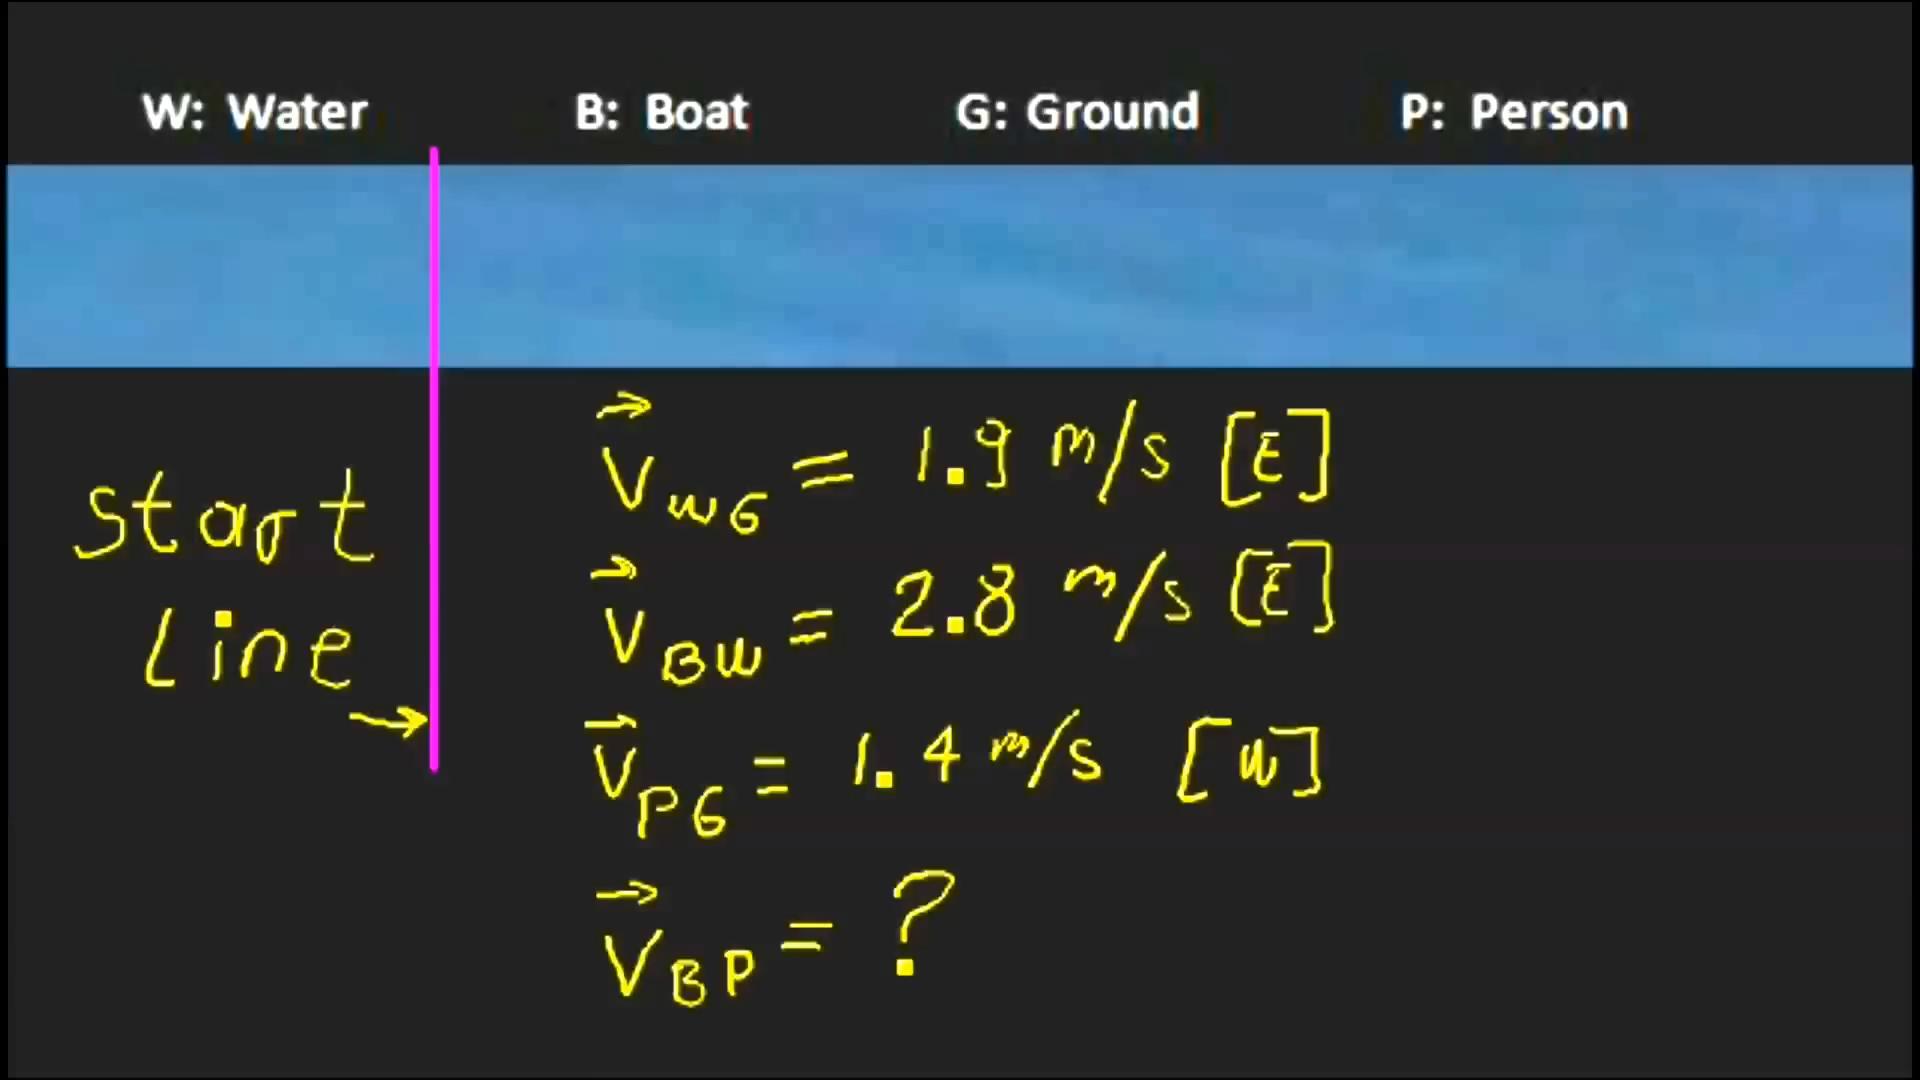 W: Water B: Boat G: Ground P: Person
Start
Line
→
V⃗WG = 1.9 m/s [E]
V⃗BW = 2.8 m/s [E]
V⃗PG = 1.4 m/s [W]
V⃗BP = ?